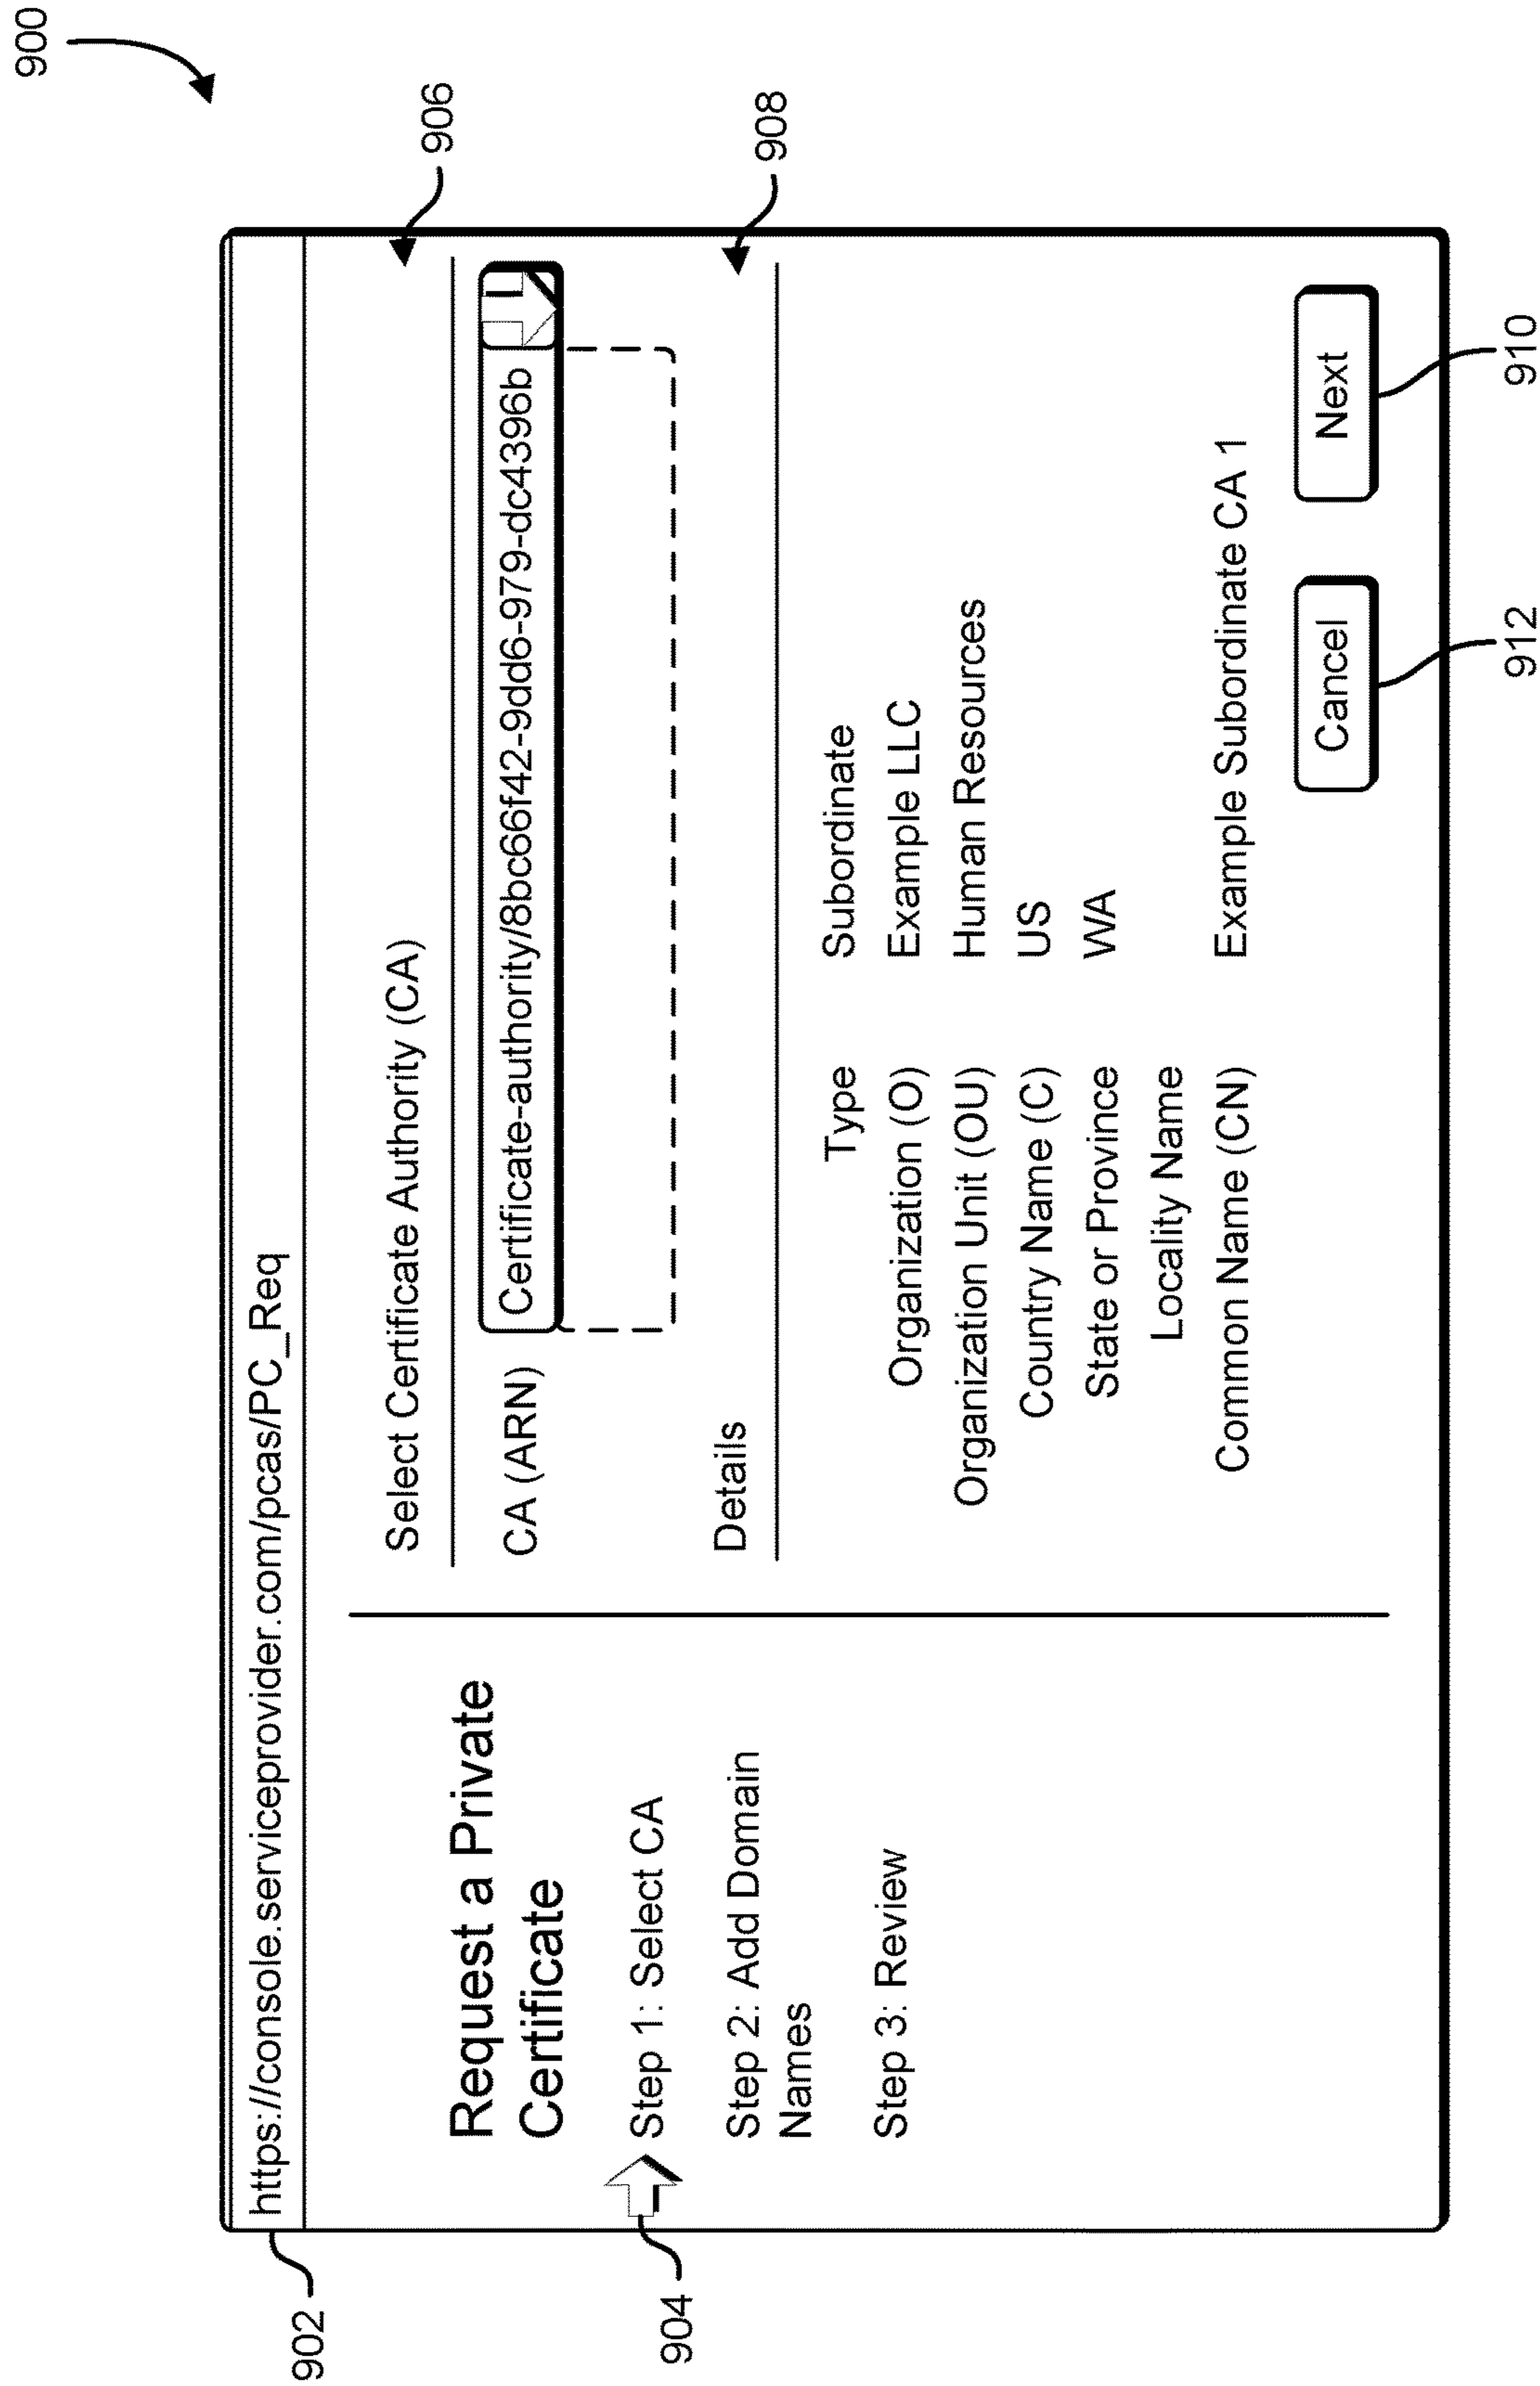 900
902
https://console.serviceprovider.com/pcas/PC_Req
Request a Private
Certificate
904
Step 1: Select CA
Step 2: Add Domain
Names
Step 3: Review
Select Certificate Authority (CA)
906
CA (ARN)
Certificate-authority/8bc66f42-9dd6-979-dc4396b
Details
908
Type
Subordinate
Organization (O)
Example LLC
Organization Unit (OU)
Human Resources
Country Name (C)
US
State or Province
WA
Locality Name
Common Name (CN)
Example Subordinate CA 1
Cancel
Next
912
910